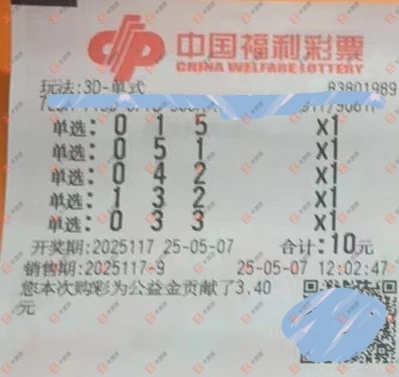 中国福利彩票
CHINA WELFARE LOTTERY
玩法:3D-单式 83801989
单选: 0 1 5 X1
单选: 0 5 1 X1
单选: 0 4 2 X1
单选: 1 3 2 X1
单选: 0 3 3 X1
开奖期:2025117 25-05-07 合计:10元
销售期:2025117-9 25-05-07 12:02:47
您本次购彩为公益金贡献了3.40
元